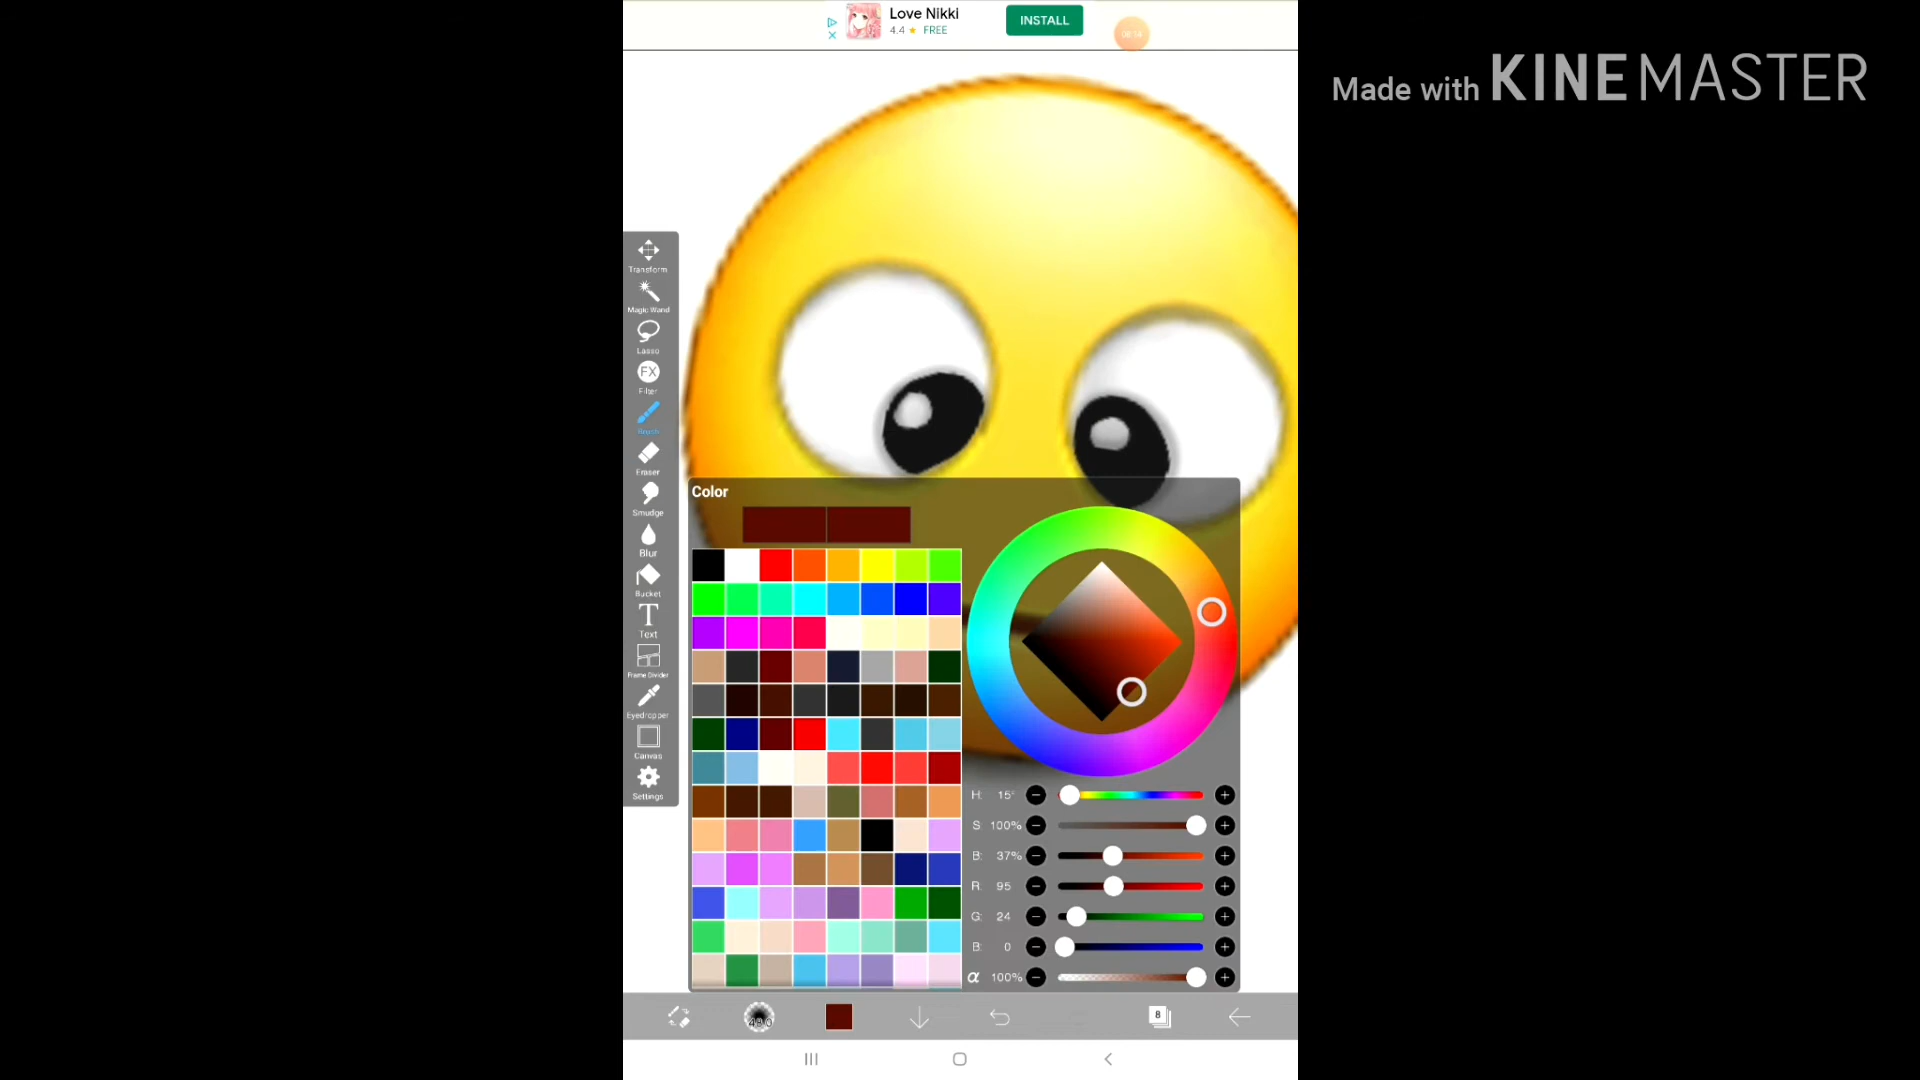 Love Nikki
4.4 ★ FREE
INSTALL
Made with KINEMASTER
Transform
Magic Wand
Lasso
FX
Filter
Brush
Eraser
Smudge
Blur
Bucket
T
Text
Frame Divider
Eyedropper
Canvas
Settings
Color
H: 15°
S: 100%
B: 37%
R: 95
G: 24
B: 0
α 100%
8